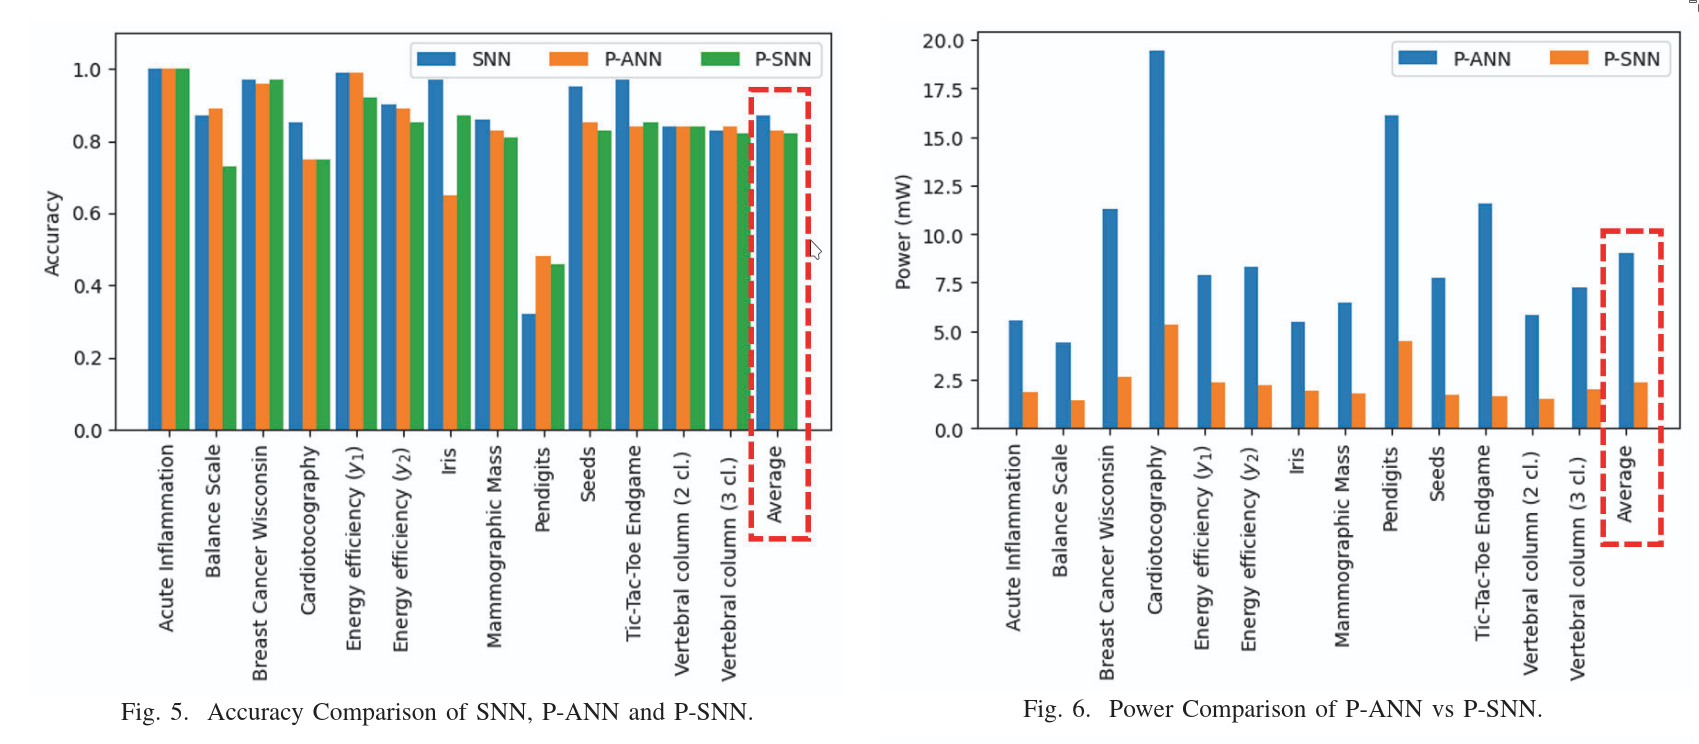 SNN P-ANN P-SNN
1.0
0.8
0.6
0.4
0.2
0.0
Accuracy
Acute Inflammation
Balance Scale
Breast Cancer Wisconsin
Cardiotocography
Energy efficiency (y1)
Energy efficiency (y2)
Iris
Mammographic Mass
Pendigits
Seeds
Tic-Tac-Toe Endgame
Vertebral column (2 cl.)
Vertebral column (3 cl.)
Average
Fig. 5. Accuracy Comparison of SNN, P-ANN and P-SNN.
P-ANN P-SNN
20.0
17.5
15.0
12.5
10.0
7.5
5.0
2.5
0.0
Power (mW)
Acute Inflammation
Balance Scale
Breast Cancer Wisconsin
Cardiotocography
Energy efficiency (y1)
Energy efficiency (y2)
Iris
Mammographic Mass
Pendigits
Seeds
Tic-Tac-Toe Endgame
Vertebral column (2 cl.)
Vertebral column (3 cl.)
Average
Fig. 6. Power Comparison of P-ANN vs P-SNN.